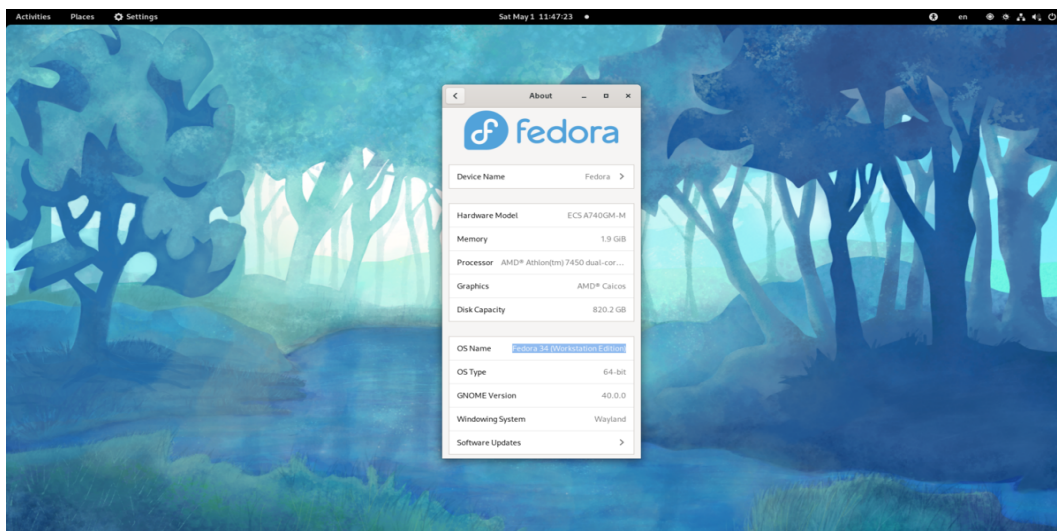 Activities Places Settings Sat May 1 11:47:23 en
About
fedora
Device Name Fedora
Hardware Model ECS A740GM-M
Memory 1.9 GiB
Processor AMD® Athlon(tm) 7450 dual-cor...
Graphics AMD® Caicos
Disk Capacity 820.2 GB
OS Name Fedora 34 (Workstation Edition)
OS Type 64-bit
GNOME Version 40.0.0
Windowing System Wayland
Software Updates